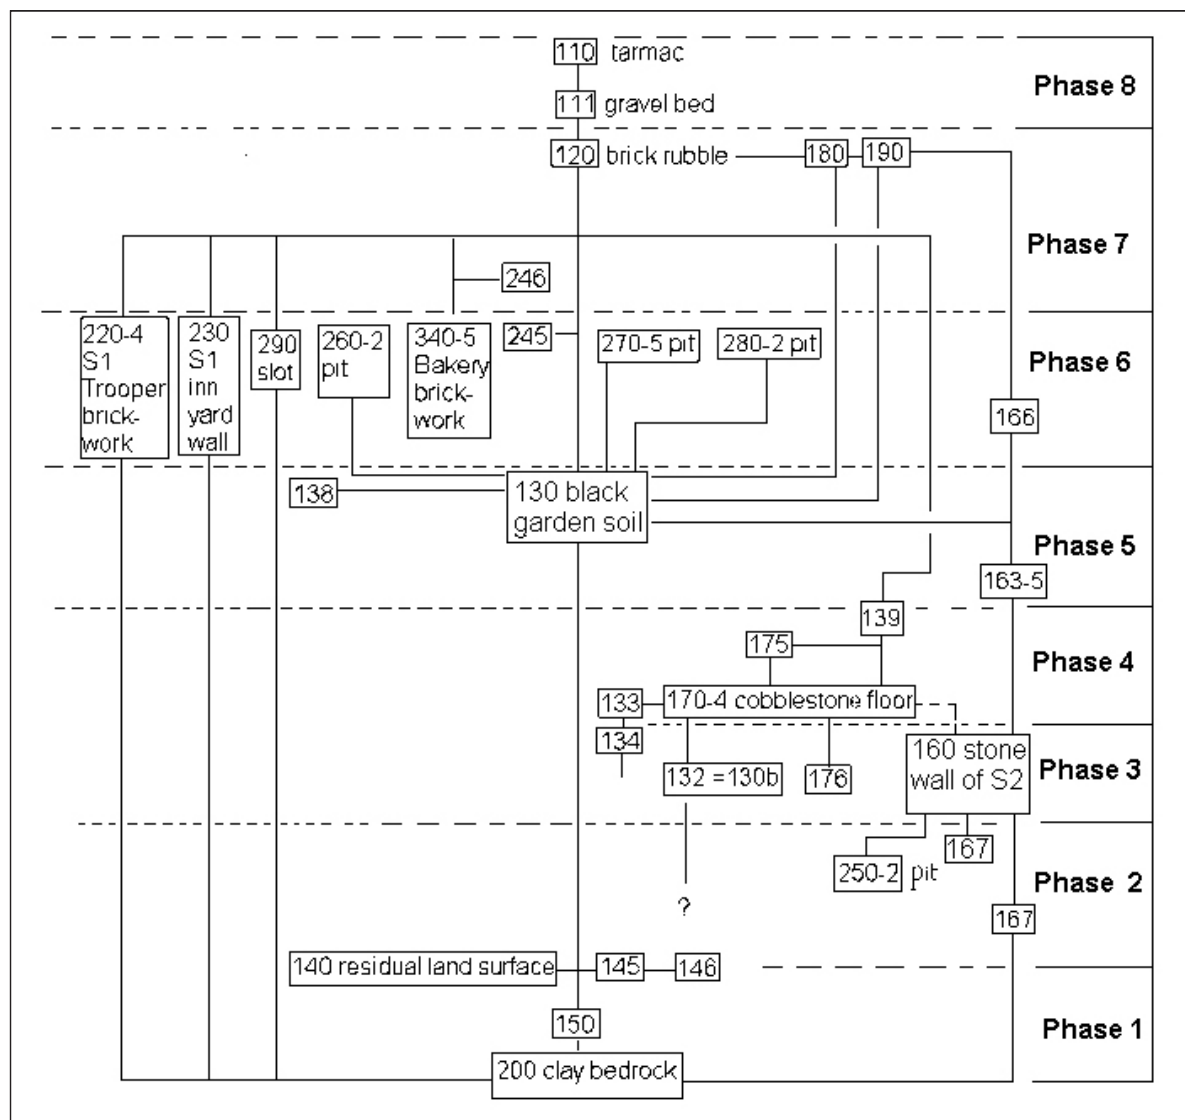 110 tarmac
Phase 8
111 gravel bed
120 brick rubble
180
190
Phase 7
246
220-4
S1
Trooper
brick-
work
230
S1
inn
yard
wall
290
slot
260-2
pit
340-5
Bakery
brick-
work
245
270-5 pit
280-2 pit
Phase 6
166
138
130 black
garden soil
Phase 5
163-5
139
175
Phase 4
133
170-4 cobblestone floor
134
132 =130b
176
160 stone
wall of S2
Phase 3
167
250-2 pit
Phase 2
?
167
140 residual land surface
145
146
150
Phase 1
200 clay bedrock